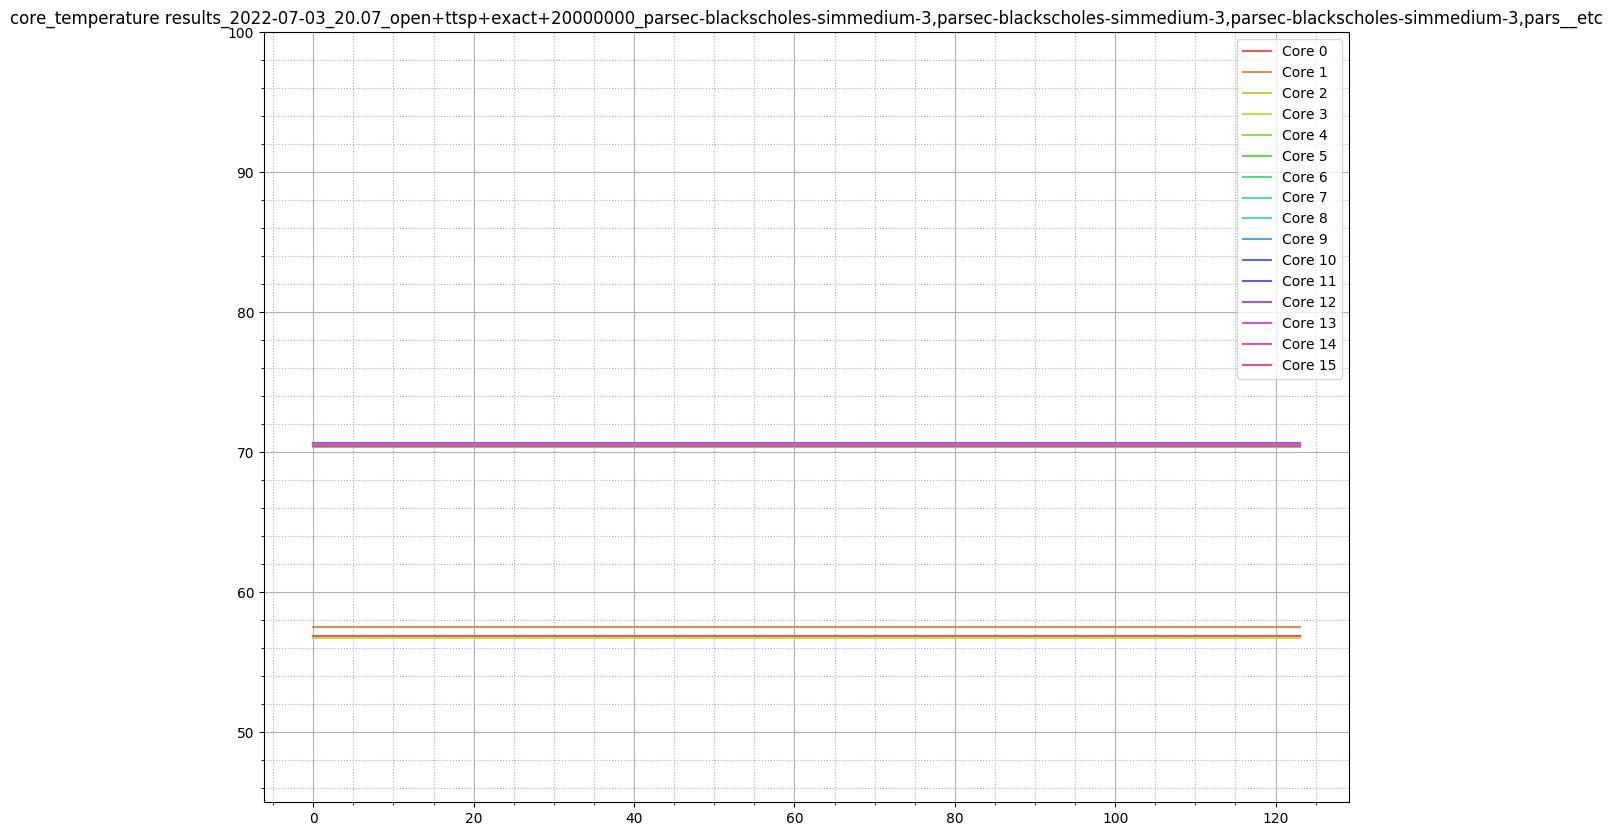 core_temperature results_2022-07-03_20.07_open+ttsp+exact+20000000_parsec-blackscholes-simmedium-3,parsec-blackscholes-simmedium-3,parsec-blackscholes-simmedium-3,pars__etc
100
90
80
70
60
50
0 20 40 60 80 100 120
Core 0
Core 1
Core 2
Core 3
Core 4
Core 5
Core 6
Core 7
Core 8
Core 9
Core 10
Core 11
Core 12
Core 13
Core 14
Core 15